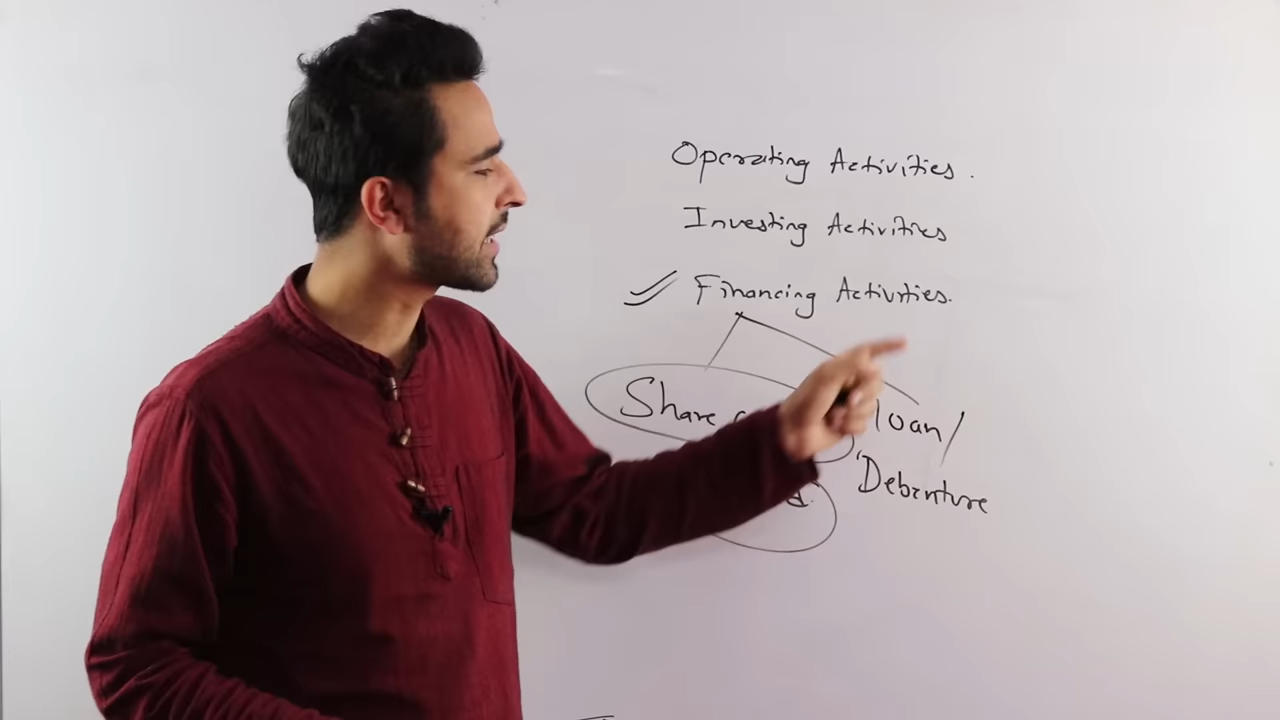 Operating Activities.
Investing Activities
Financing Activities.
Share
loan/
Debenture